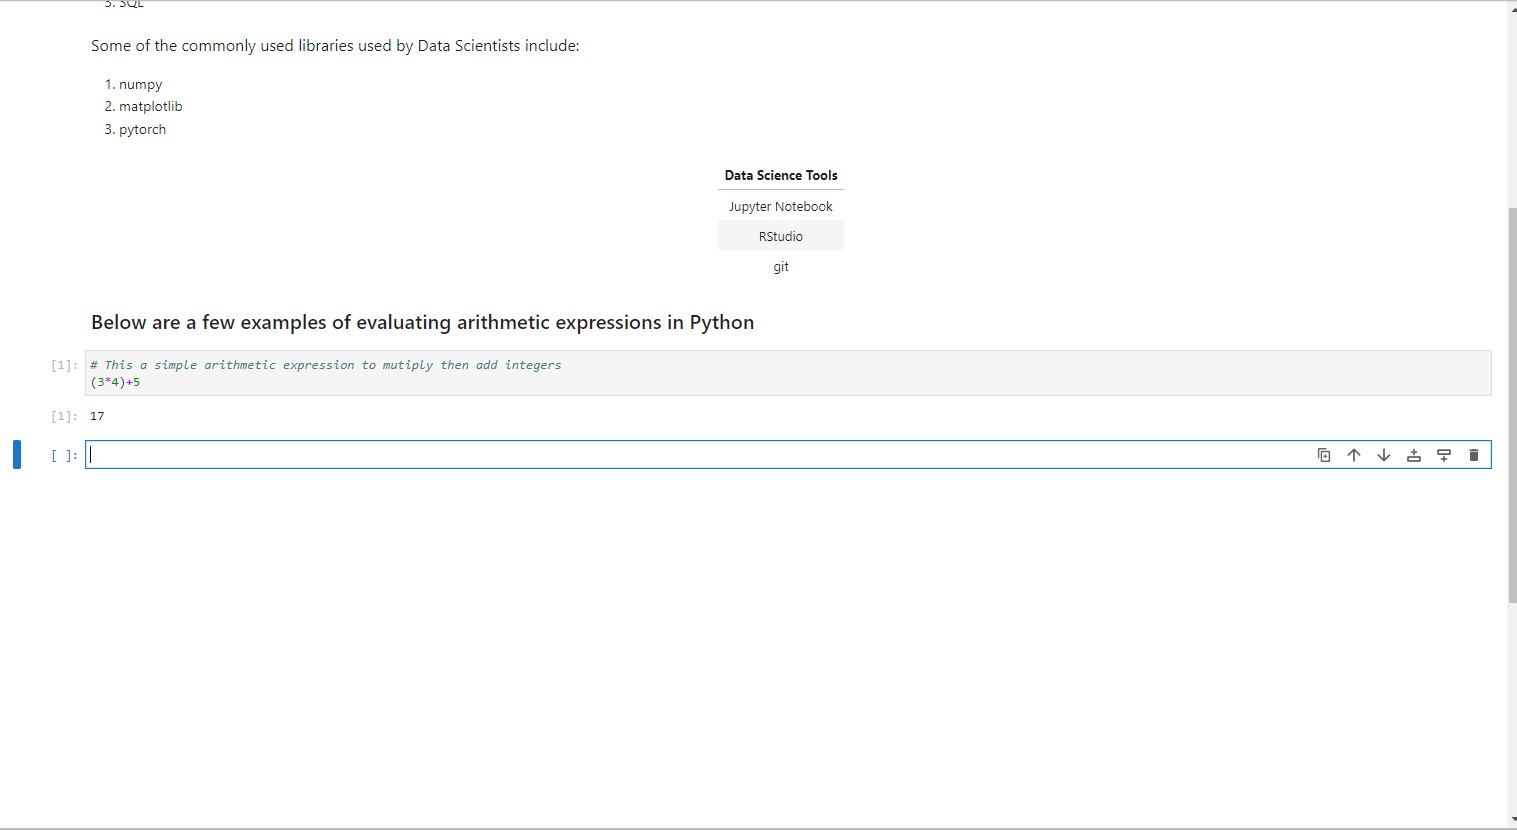 3. SQL
Some of the commonly used libraries used by Data Scientists include:
1. numpy
2. matplotlib
3. pytorch
Data Science Tools
Jupyter Notebook
RStudio
git
Below are a few examples of evaluating arithmetic expressions in Python
[1]: # This a simple arithmetic expression to mutiply then add integers
(3*4)+5
[1]: 17
[ ]: